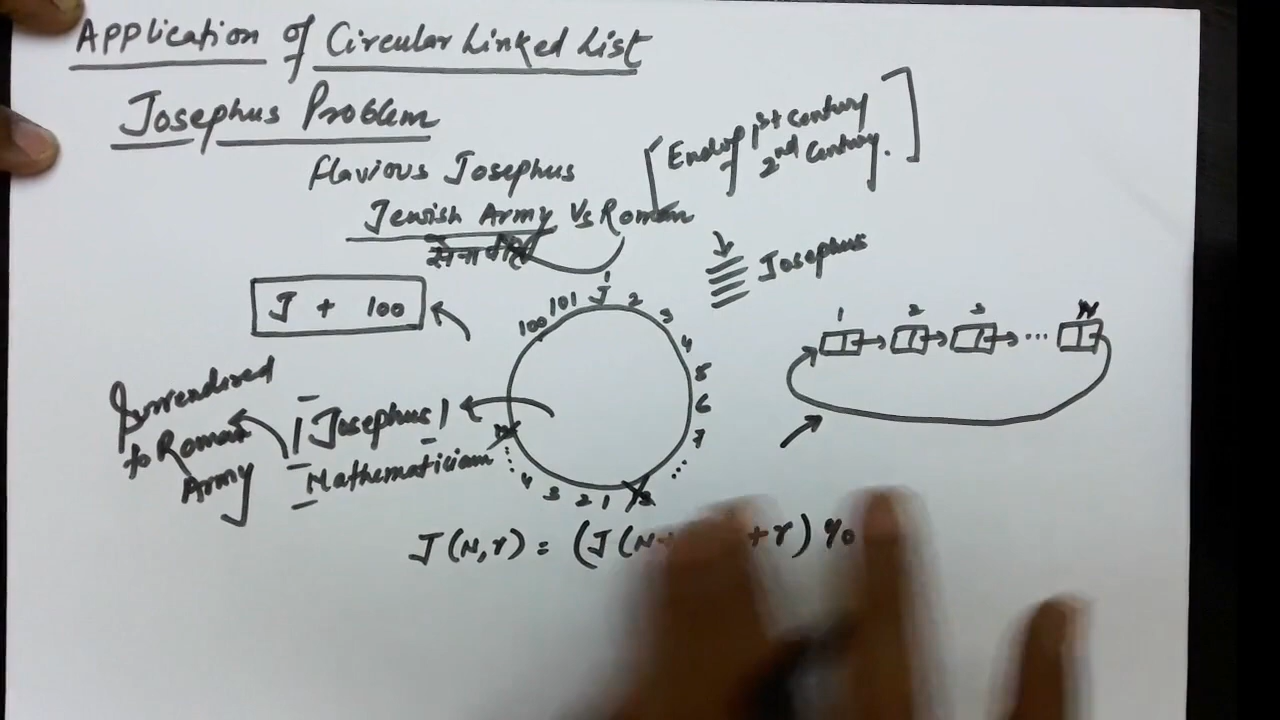 Application of Circular Linked List
Josephus Problem
flavious Josephus
[ End of 1st Century
2nd Century. ]
Jewish Army Vs Roman
Josephus
J + 100
100 101 1 J 2 3 4 5 6 7 ...
1 2 3 ... N
Surrendered
to Roman
Army
| Josephus |
Mathematician
1 2 3 4 ...
J(N,r) = (J(N +r) %